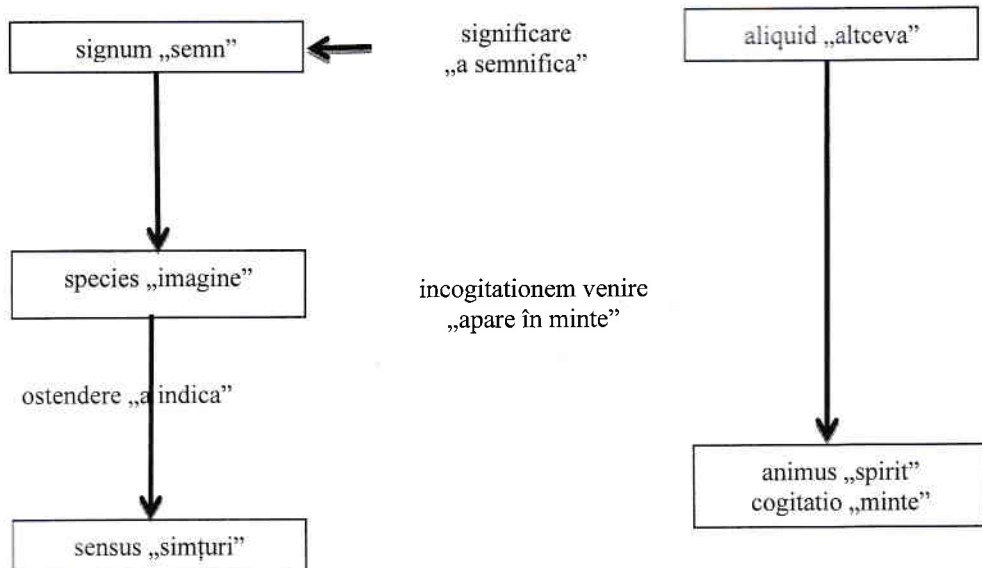 signum „semn”
significare
„a semnifica”
aliquid „altceva”
species „imagine”
incogitationem venire
„apare în minte”
ostendere „a indica”
animus „spirit”
cogitatio „minte”
sensus „simțuri”